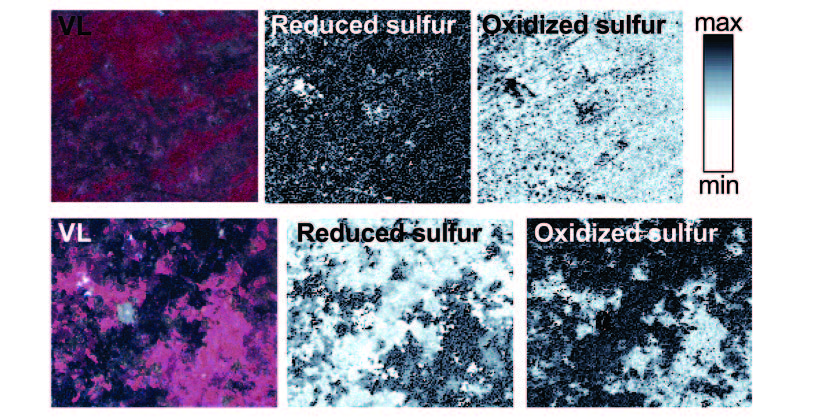 VL
Reduced sulfur
Oxidized sulfur
max
min
VL
Reduced sulfur
Oxidized sulfur